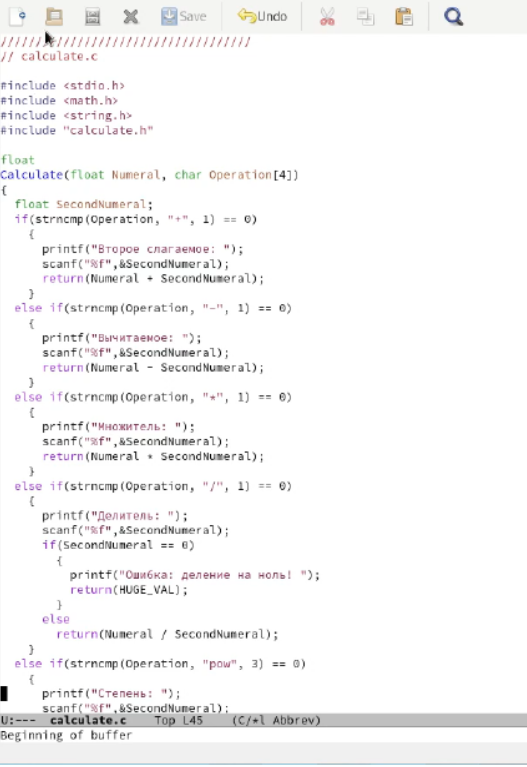 Save Undo
///////////////////////////////////
// calculate.c
#include <stdio.h>
#include <math.h>
#include <string.h>
#include "calculate.h"
float
Calculate(float Numeral, char Operation[4])
{
float SecondNumeral;
if(strncmp(Operation, "+", 1) == 0)
{
printf("Второе слагаемое: ");
scanf("%f",&SecondNumeral);
return(Numeral + SecondNumeral);
}
else if(strncmp(Operation, "-", 1) == 0)
{
printf("Вычитаемое: ");
scanf("%f",&SecondNumeral);
return(Numeral - SecondNumeral);
}
else if(strncmp(Operation, "*", 1) == 0)
{
printf("Множитель: ");
scanf("%f",&SecondNumeral);
return(Numeral * SecondNumeral);
}
else if(strncmp(Operation, "/", 1) == 0)
{
printf("Делитель: ");
scanf("%f",&SecondNumeral);
if(SecondNumeral == 0)
{
printf("Ошибка: деление на ноль! ");
return(HUGE_VAL);
}
else
return(Numeral / SecondNumeral);
}
else if(strncmp(Operation, "pow", 3) == 0)
{
printf("Степень: ");
scanf("%f",&SecondNumeral);
U:--- calculate.c Top L45 (C/*l Abbrev)
Beginning of buffer